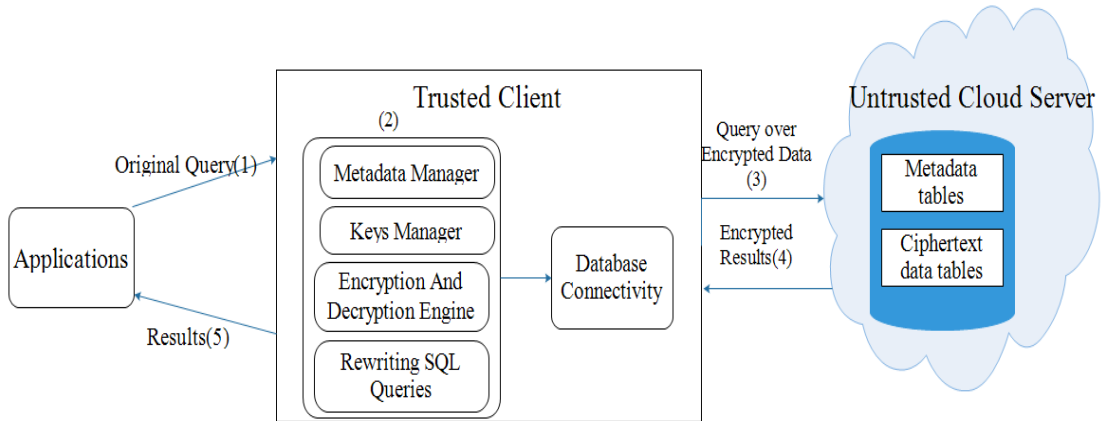 Trusted Client
(2)
Metadata Manager
Keys Manager
Encryption And
Decryption Engine
Rewriting SQL
Queries
Database
Connectivity
Original Query(1)
Applications
Results(5)
Query over
Encrypted Data
(3)
Encrypted
Results(4)
Untrusted Cloud Server
Metadata
tables
Ciphertext
data tables